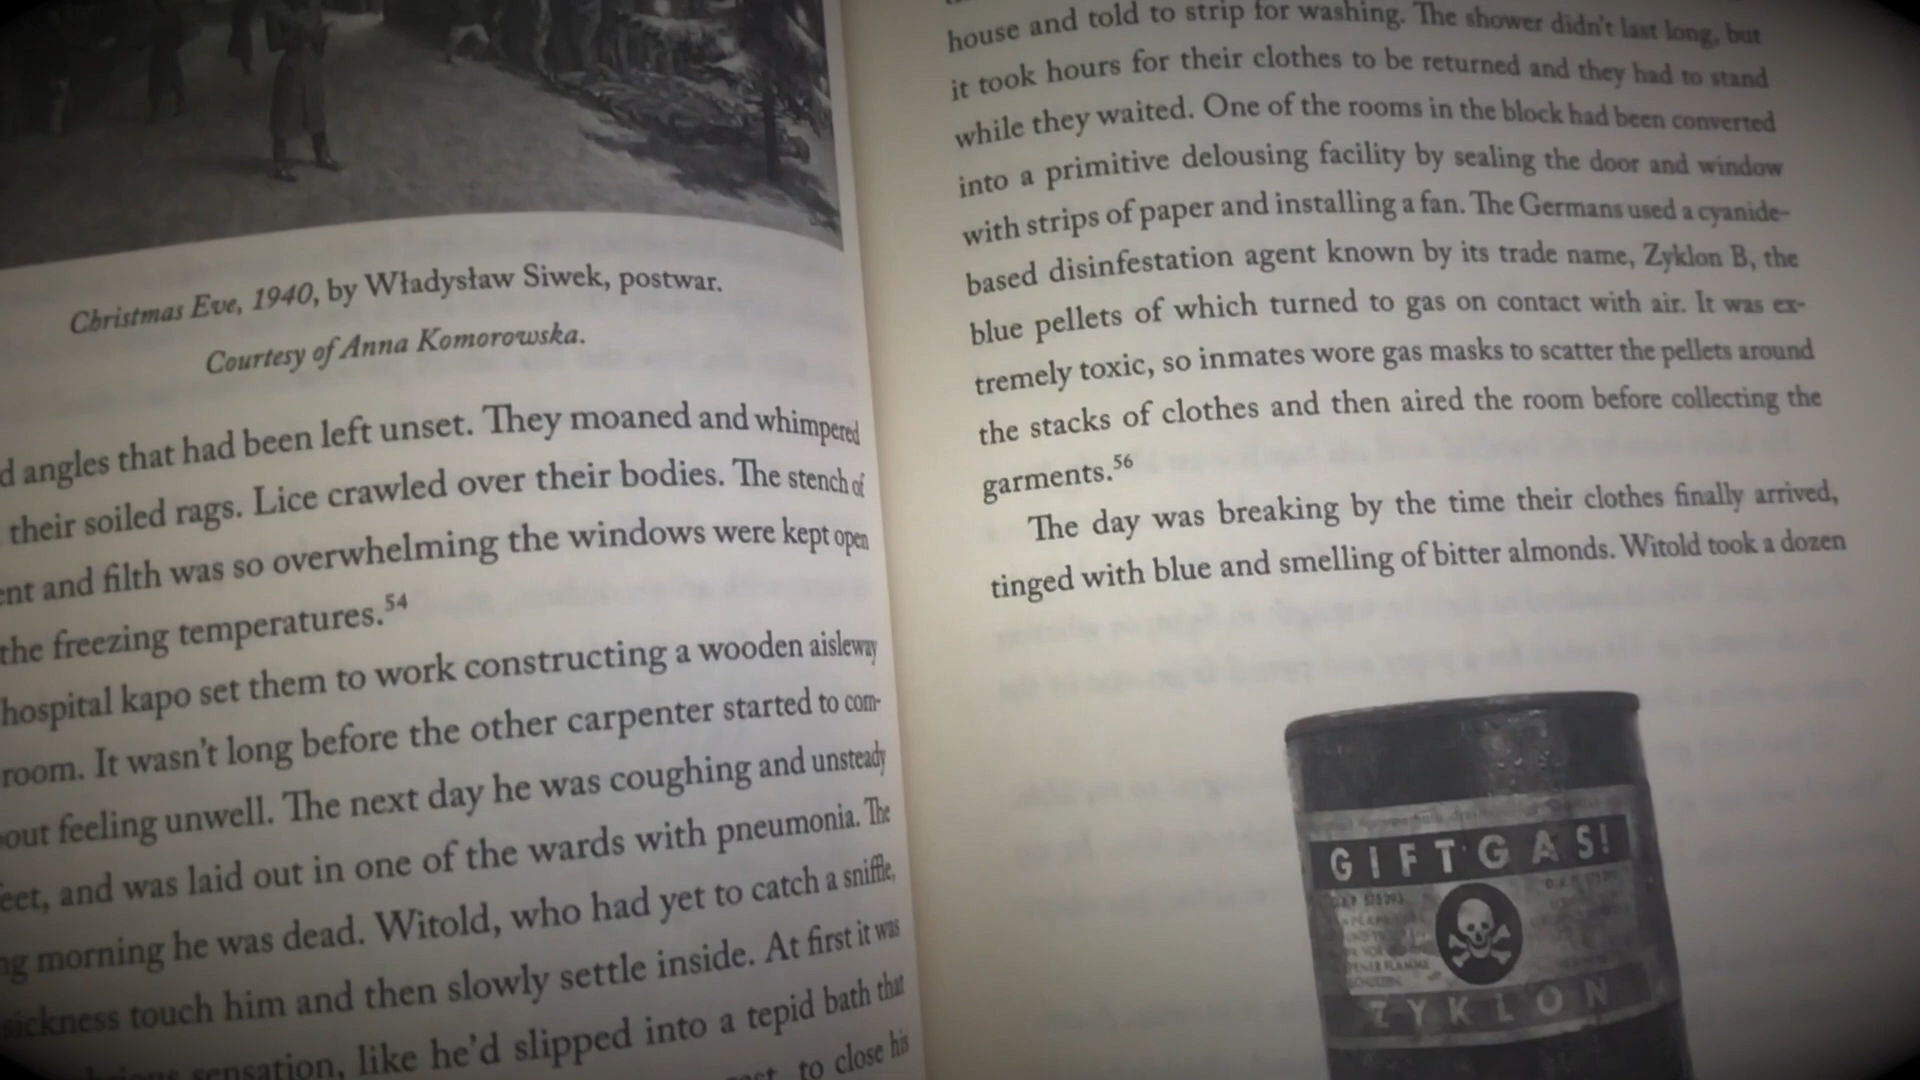 Christmas Eve, 1940, by Władysław Siwek, postwar.
Courtesy of Anna Komorowska.
angles that had been left unset. They moaned and whimpered
their soiled rags. Lice crawled over their bodies. The stench of
and filth was so overwhelming the windows were kept open
the freezing temperatures.54
hospital kapo set them to work constructing a wooden aisleway
room. It wasn't long before the other carpenter started to com-
feeling unwell. The next day he was coughing and unsteady
and was laid out in one of the wards with pneumonia. The
morning he was dead. Witold, who had yet to catch a sniffle,
sickness touch him and then slowly settle inside. At first it was
sensation, like he'd slipped into a tepid bath that
to close his
house and told to strip for washing. The shower didn't last long, but
it took hours for their clothes to be returned and they had to stand
while they waited. One of the rooms in the block had been converted
into a primitive delousing facility by sealing the door and window
with strips of paper and installing a fan. The Germans used a cyanide-
based disinfestation agent known by its trade name, Zyklon B, the
blue pellets of which turned to gas on contact with air. It was ex-
tremely toxic, so inmates wore gas masks to scatter the pellets around
the stacks of clothes and then aired the room before collecting the
garments.56
The day was breaking by the time their clothes finally arrived,
tinged with blue and smelling of bitter almonds. Witold took a dozen
GIFTGAS!
ZYKLON